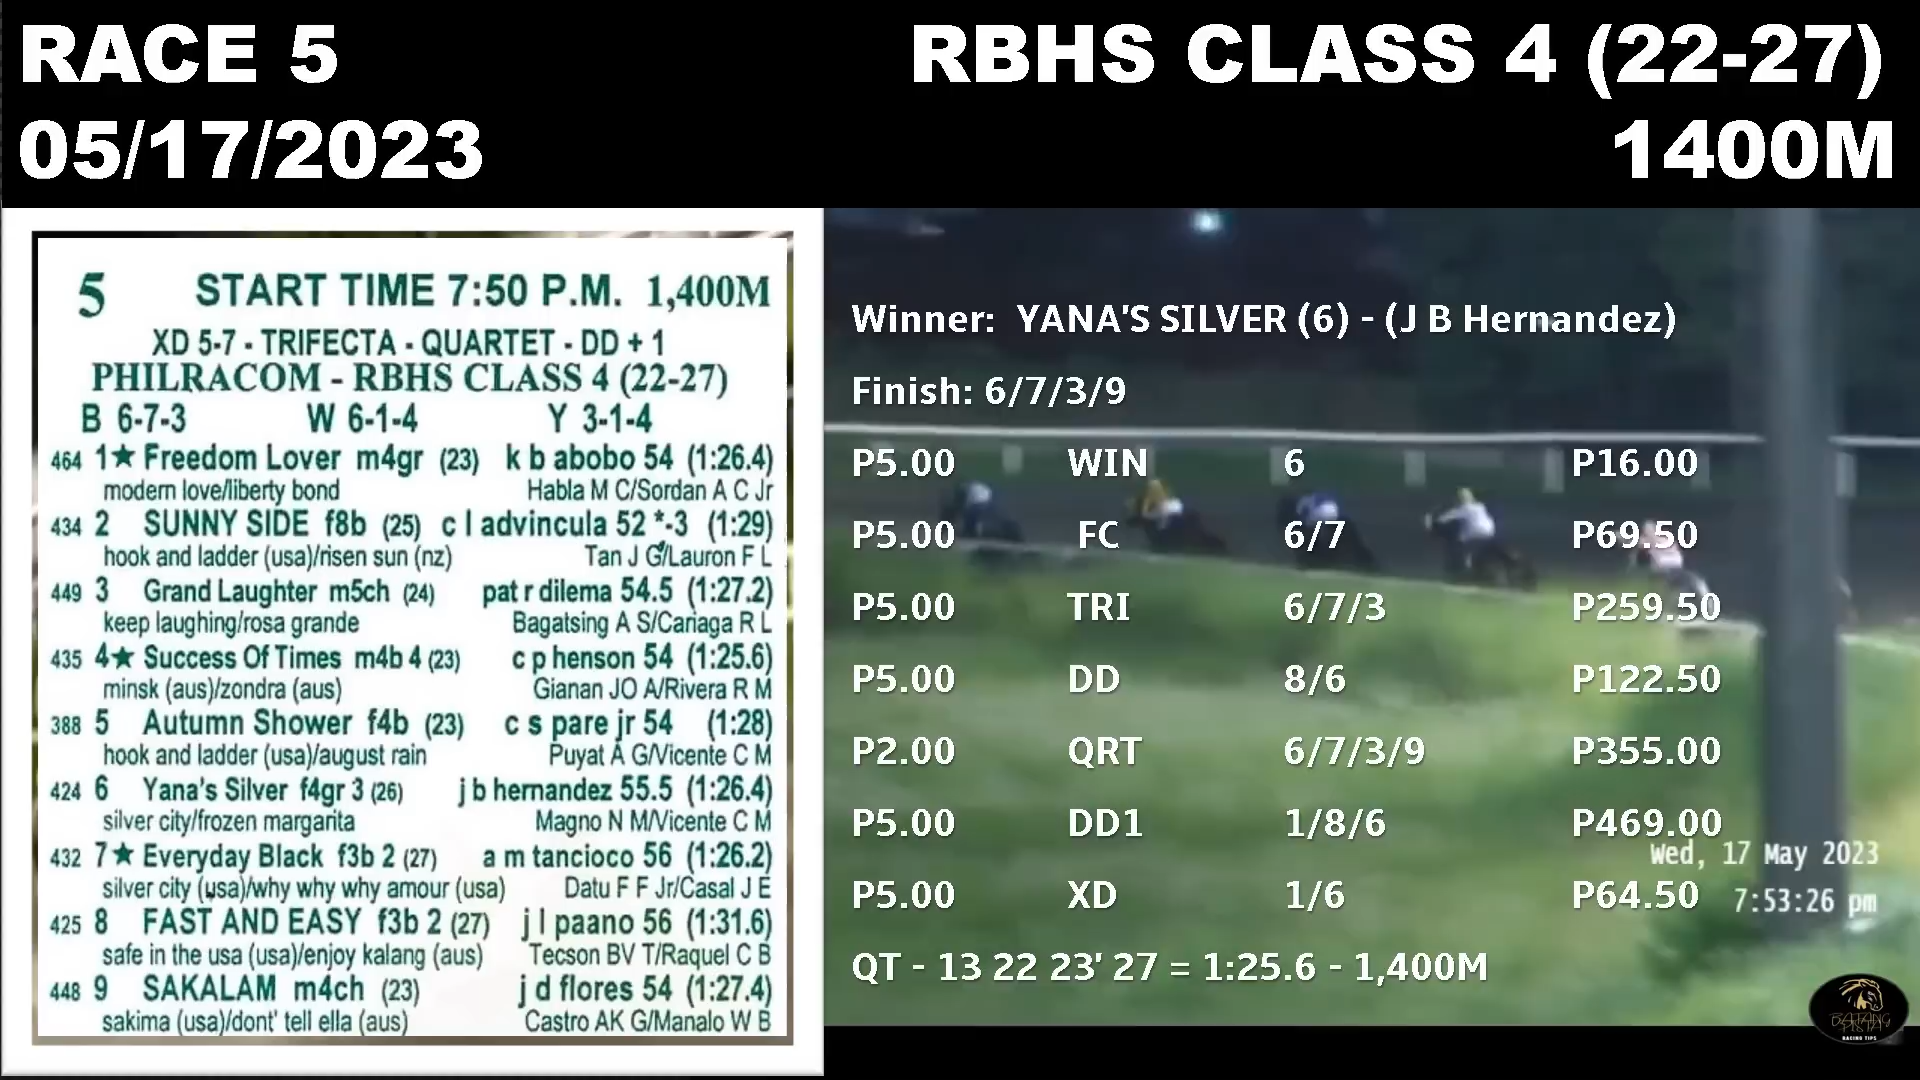 RACE 5
05/17/2023
RBHS CLASS 4 (22-27)
1400M
5 START TIME 7:50 P.M. 1,400M
XD 5-7 - TRIFECTA - QUARTET - DD + 1
PHILRACOM - RBHS CLASS 4 (22-27)
B 6-7-3 W 6-1-4 Y 3-1-4
464 1★ Freedom Lover m4gr (23) k b abobo 54 (1:26.4)
modern love/liberty bond Habla M C/Sordan A C Jr
434 2 SUNNY SIDE f8b (25) c l advincula 52 *-3 (1:29)
hook and ladder (usa)/risen sun (nz) Tan J G/Lauron F L
449 3 Grand Laughter m5ch (24) pat r dilema 54.5 (1:27.2)
keep laughing/rosa grande Bagatsing A S/Cariaga R L
435 4★ Success Of Times m4b 4 (23) c p henson 54 (1:25.6)
minsk (aus)/zondra (aus) Gianan JO A/Rivera R M
388 5 Autumn Shower f4b (23) c s pare jr 54 (1:28)
hook and ladder (usa)/august rain Puyat A G/Vicente C M
424 6 Yana's Silver f4gr 3 (26) j b hernandez 55.5 (1:26.4)
silver city/frozen margarita Magno N M/Vicente C M
432 7★ Everyday Black f3b 2 (27) a m tancioco 56 (1:26.2)
silver city (usa)/why why why amour (usa) Datu F F Jr/Casal J E
425 8 FAST AND EASY f3b 2 (27) j l paano 56 (1:31.6)
safe in the usa (usa)/enjoy kalang (aus) Tecson BV T/Raquel C B
448 9 SAKALAM m4ch (23) j d flores 54 (1:27.4)
sakima (usa)/dont' tell ella (aus) Castro AK G/Manalo W B
Winner: YANA'S SILVER (6) - (J B Hernandez)
Finish: 6/7/3/9
P5.00 WIN 6 P16.00
P5.00 FC 6/7 P69.50
P5.00 TRI 6/7/3 P259.50
P5.00 DD 8/6 P122.50
P2.00 QRT 6/7/3/9 P355.00
P5.00 DD1 1/8/6 P469.00
Wed, 17 May 2023
P5.00 XD 1/6 P64.50
7:53:26 pm
QT - 13 22 23' 27 = 1:25.6 - 1,400M
BATANG
PISTA
RACING TIPS